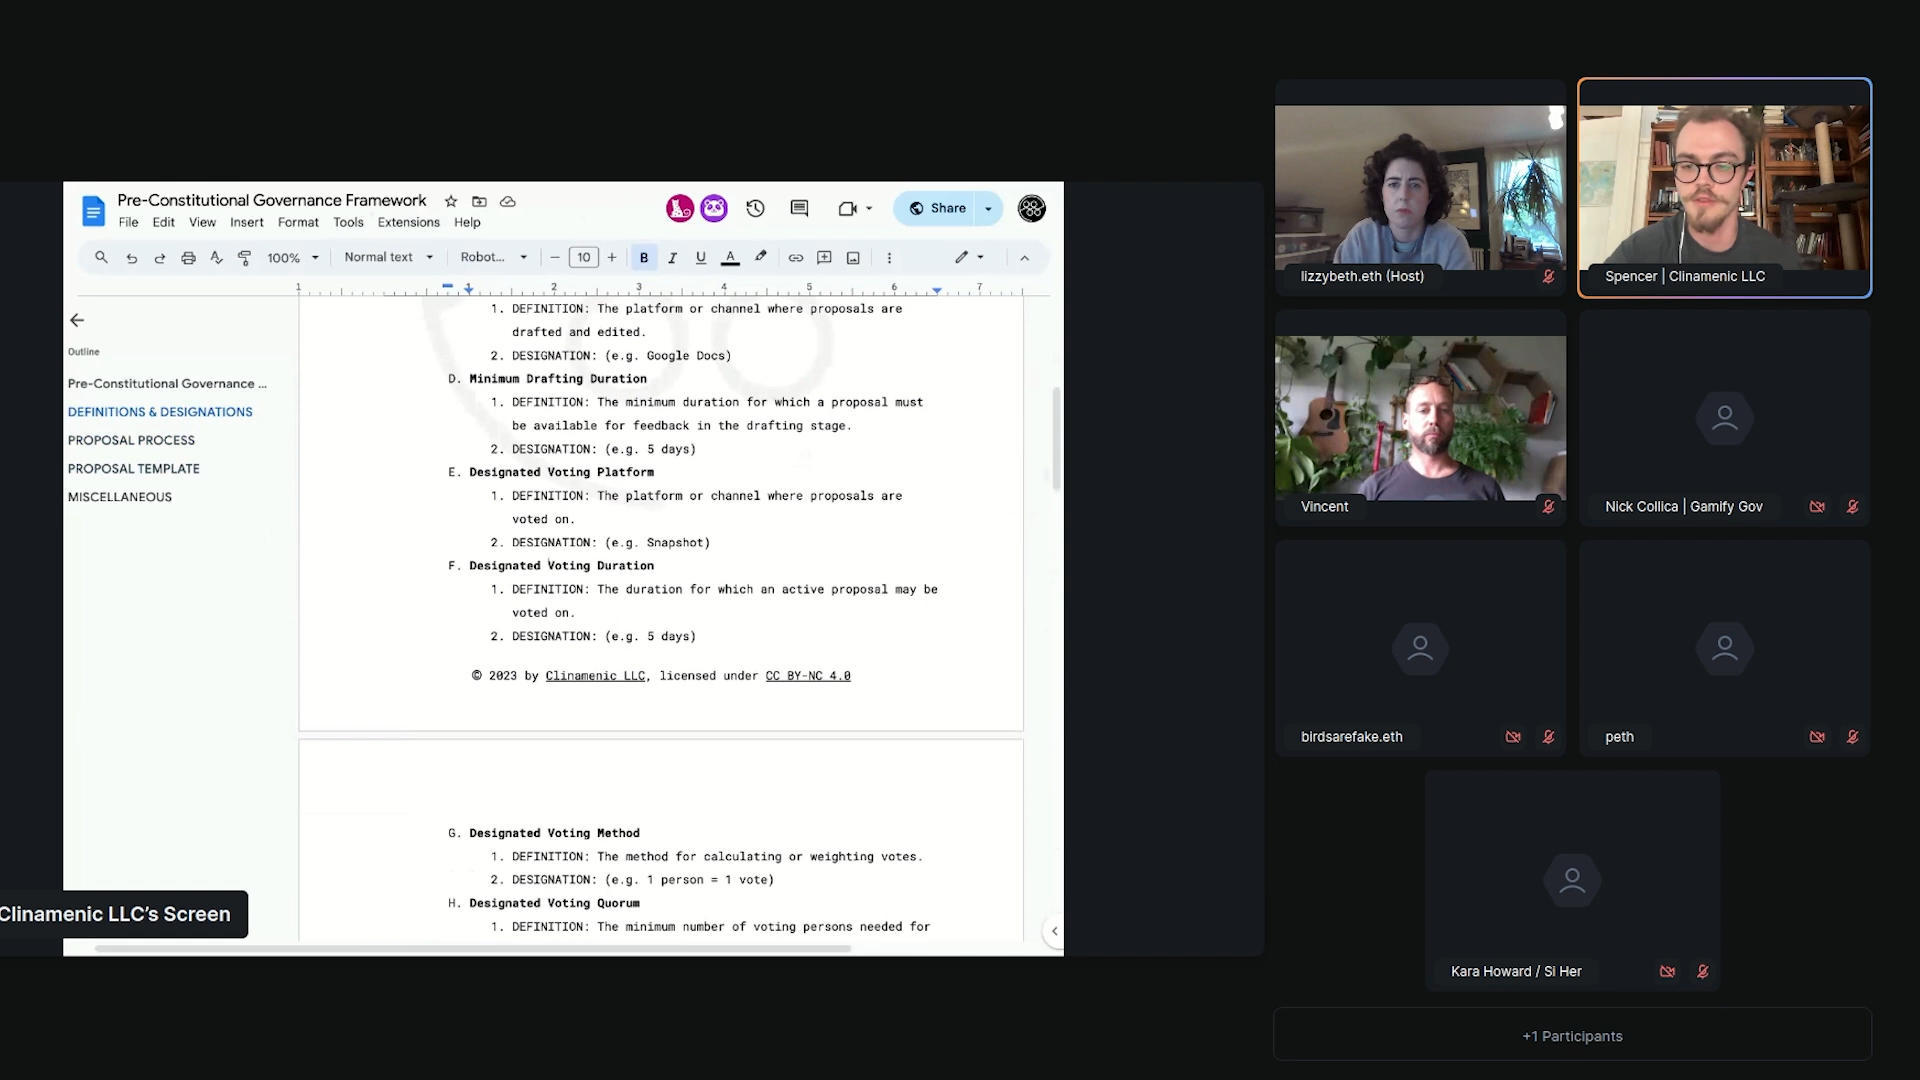 Pre-Constitutional Governance Framework
File Edit View Insert Format Tools Extensions Help
Share
100% Normal text Robot... 10 B I U A
1 1 2 3 4 5 6 7
Outline
Pre-Constitutional Governance ...
DEFINITIONS & DESIGNATIONS
PROPOSAL PROCESS
PROPOSAL TEMPLATE
MISCELLANEOUS
1. DEFINITION: The platform or channel where proposals are
drafted and edited.
2. DESIGNATION: (e.g. Google Docs)
D. Minimum Drafting Duration
1. DEFINITION: The minimum duration for which a proposal must
be available for feedback in the drafting stage.
2. DESIGNATION: (e.g. 5 days)
E. Designated Voting Platform
1. DEFINITION: The platform or channel where proposals are
voted on.
2. DESIGNATION: (e.g. Snapshot)
F. Designated Voting Duration
1. DEFINITION: The duration for which an active proposal may be
voted on.
2. DESIGNATION: (e.g. 5 days)
© 2023 by Clinamenic LLC, licensed under CC BY-NC 4.0
G. Designated Voting Method
1. DEFINITION: The method for calculating or weighting votes.
2. DESIGNATION: (e.g. 1 person = 1 vote)
H. Designated Voting Quorum
1. DEFINITION: The minimum number of voting persons needed for
Clinamenic LLC's Screen
lizzybeth.eth (Host)
Spencer | Clinamenic LLC
Vincent
Nick Collica | Gamify Gov
birdsarefake.eth
peth
Kara Howard / Si Her
+1 Participants